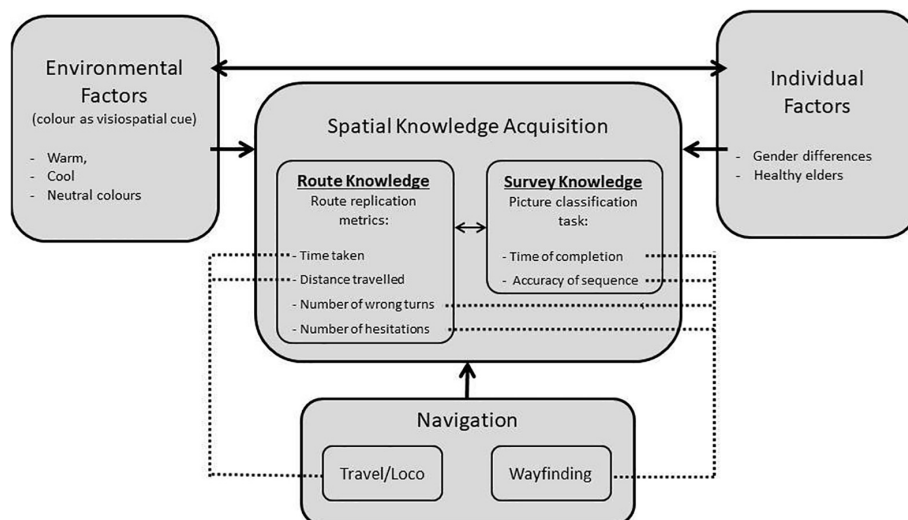 Environmental
Factors
(colour as visiospatial cue)
- Warm,
- Cool
- Neutral colours
Individual
Factors
- Gender differences
- Healthy elders
Spatial Knowledge Acquisition
Route Knowledge
Route replication
metrics:
- Time taken
- Distance travelled
- Number of wrong turns
- Number of hesitations
Survey Knowledge
Picture classification
task:
- Time of completion
- Accuracy of sequence
Navigation
Travel/Loco
Wayfinding